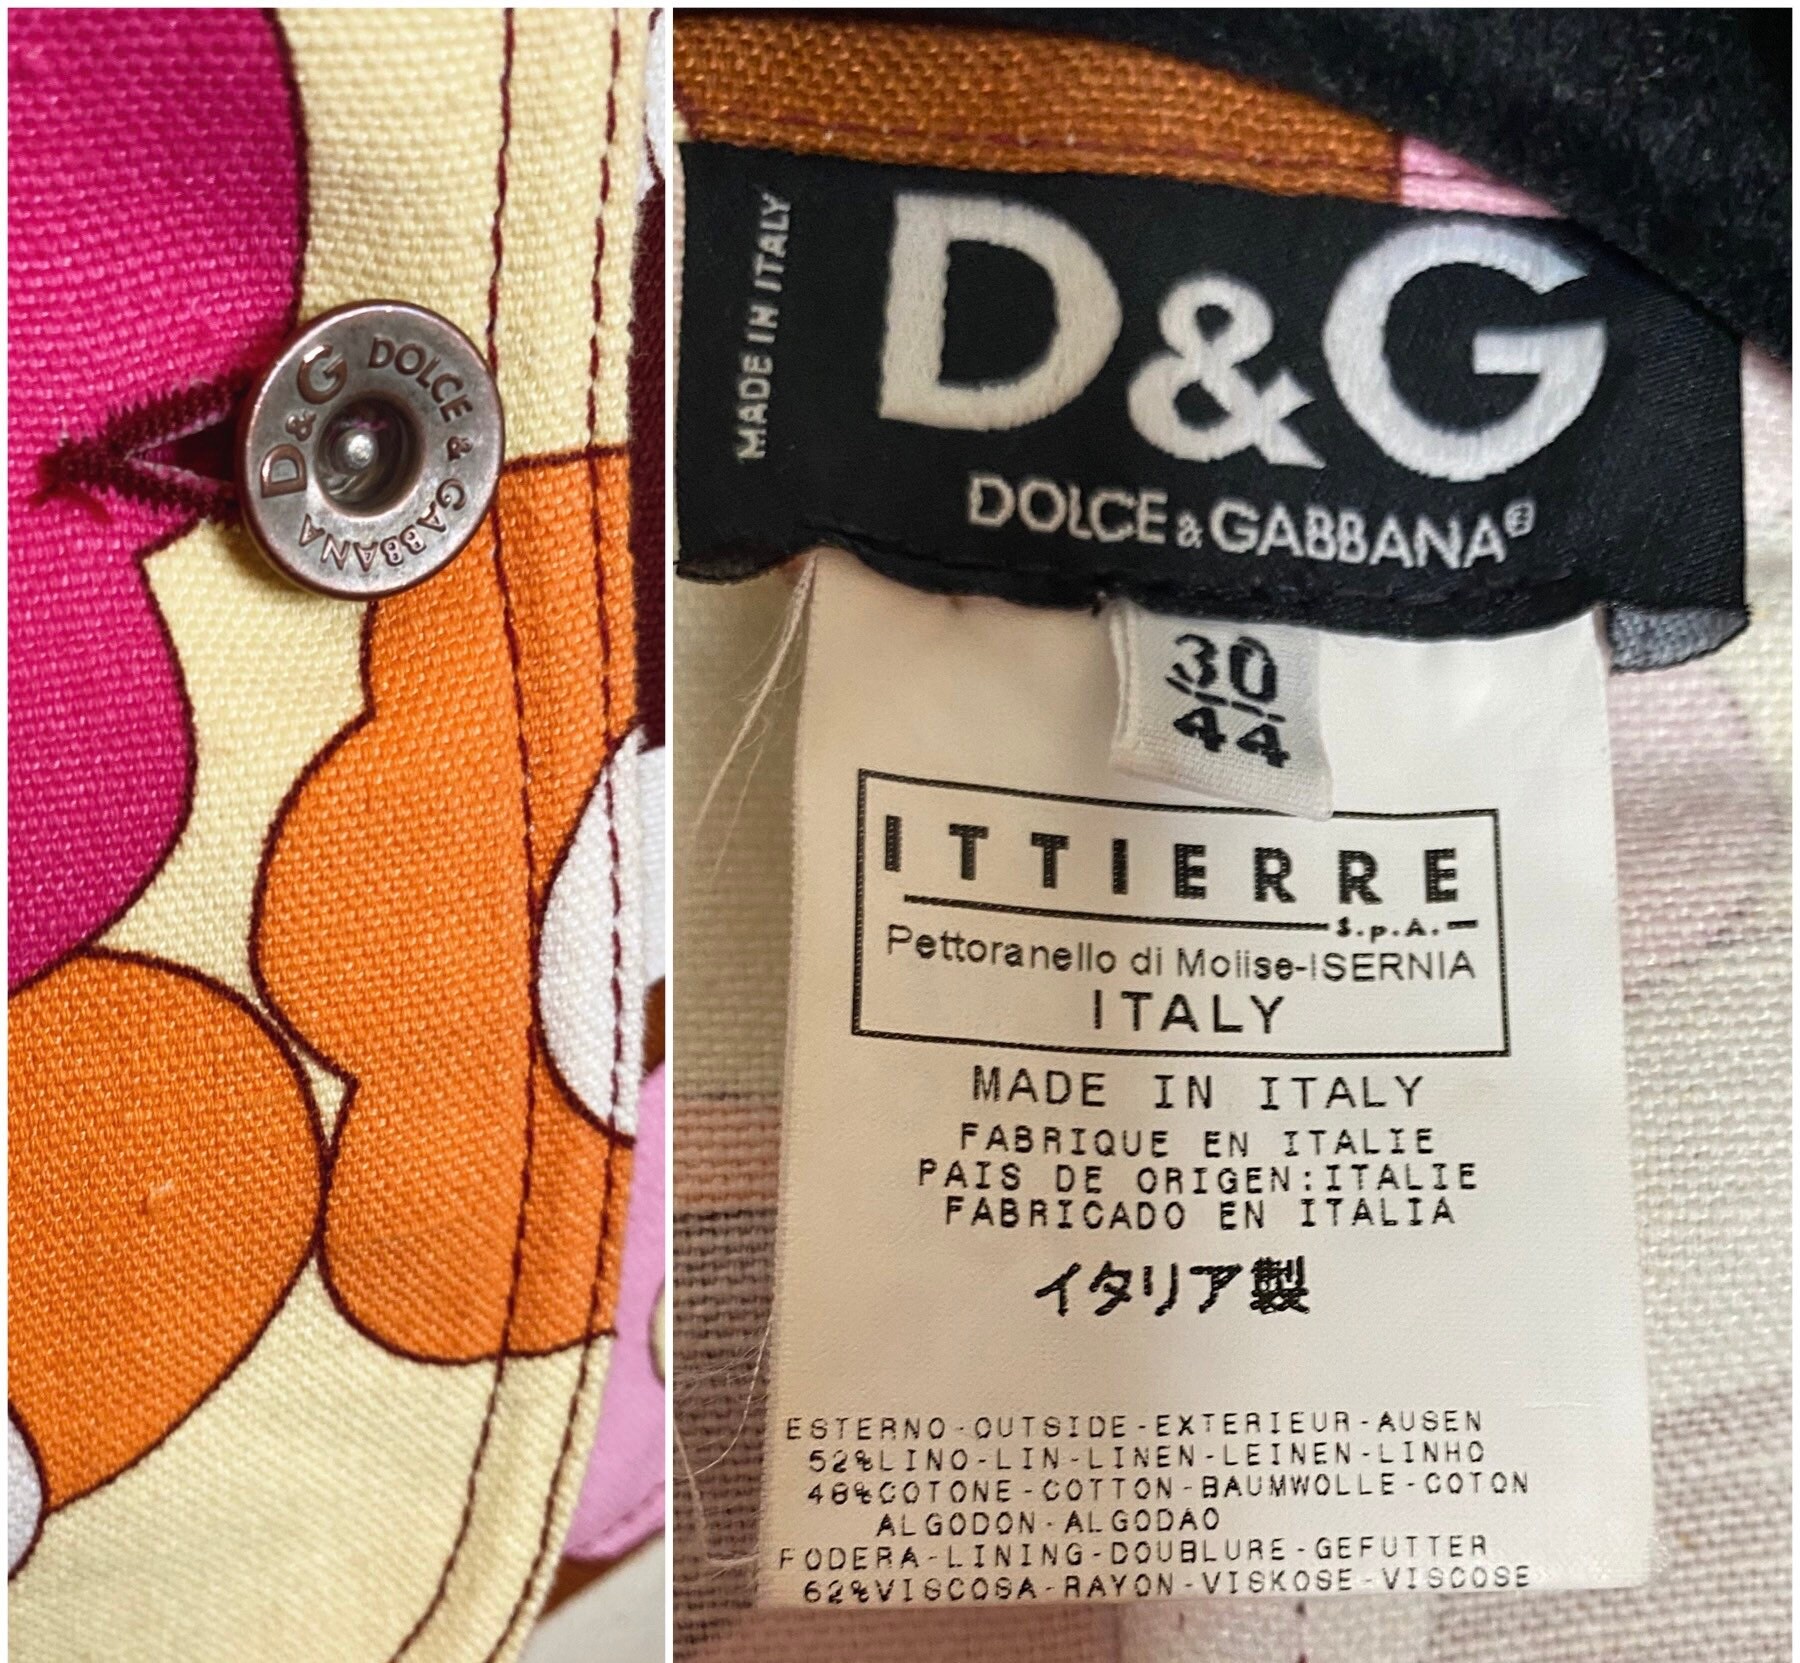 D&G DOLCE & GABBANA
MADE IN ITALY
D&G
DOLCE & GABBANA®
30
44
ITTIERRE
S.p.A.
Pettoranello di Molise-ISERNIA
ITALY
MADE IN ITALY
FABRIQUE EN ITALIE
PAIS DE ORIGEN:ITALIE
FABRICADO EN ITALIA
イタリア製
ESTERNO-OUTSIDE-EXTERIEUR-AUSEN
52%LINO-LIN-LINEN-LEINEN-LINHO
48%COTONE-COTTON-BAUMWOLLE-COTON
ALGODON-ALGODAO
FODERA-LINING-DOUBLURE-GEFUTTER
62%VISCOSA-RAYON-VISKOSE-VISCOSE